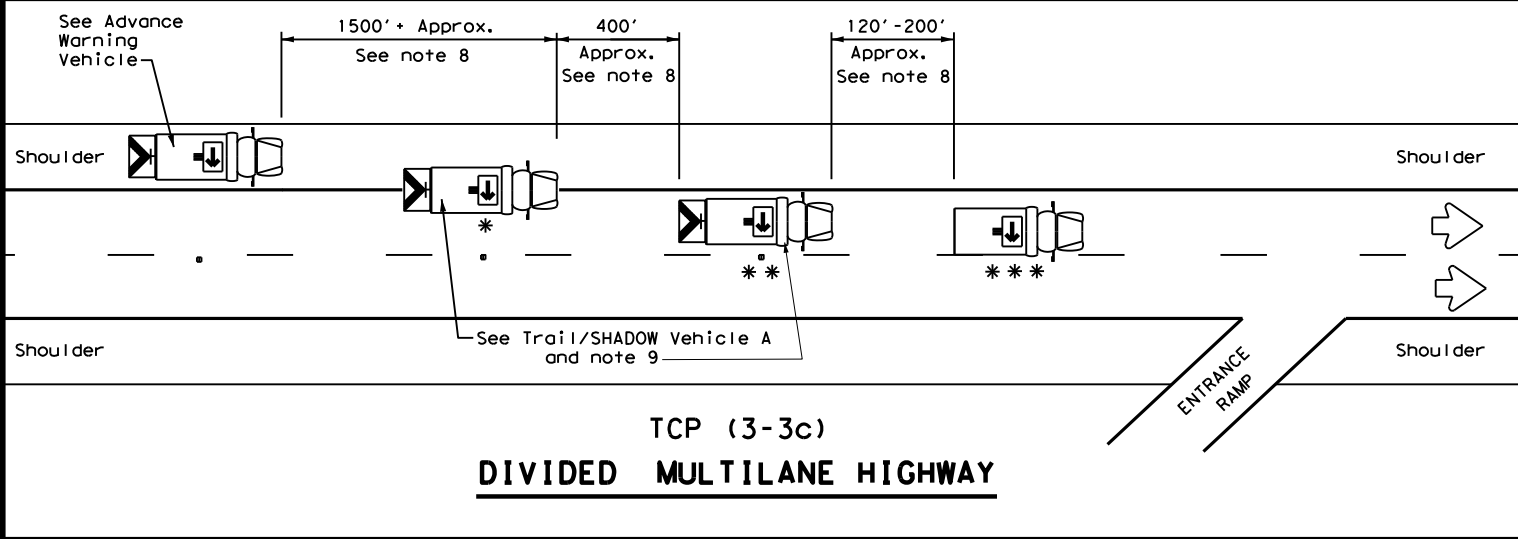 See Advance
Warning
Vehicle
1500'+ Approx.
See note 8
400'
Approx.
See note 8
120'-200'
Approx.
See note 8
Shoulder
Shoulder
*
* *
* * *
See Trail/SHADOW Vehicle A
and note 9
Shoulder
Shoulder
ENTRANCE
RAMP
TCP (3-3c)
DIVIDED MULTILANE HIGHWAY